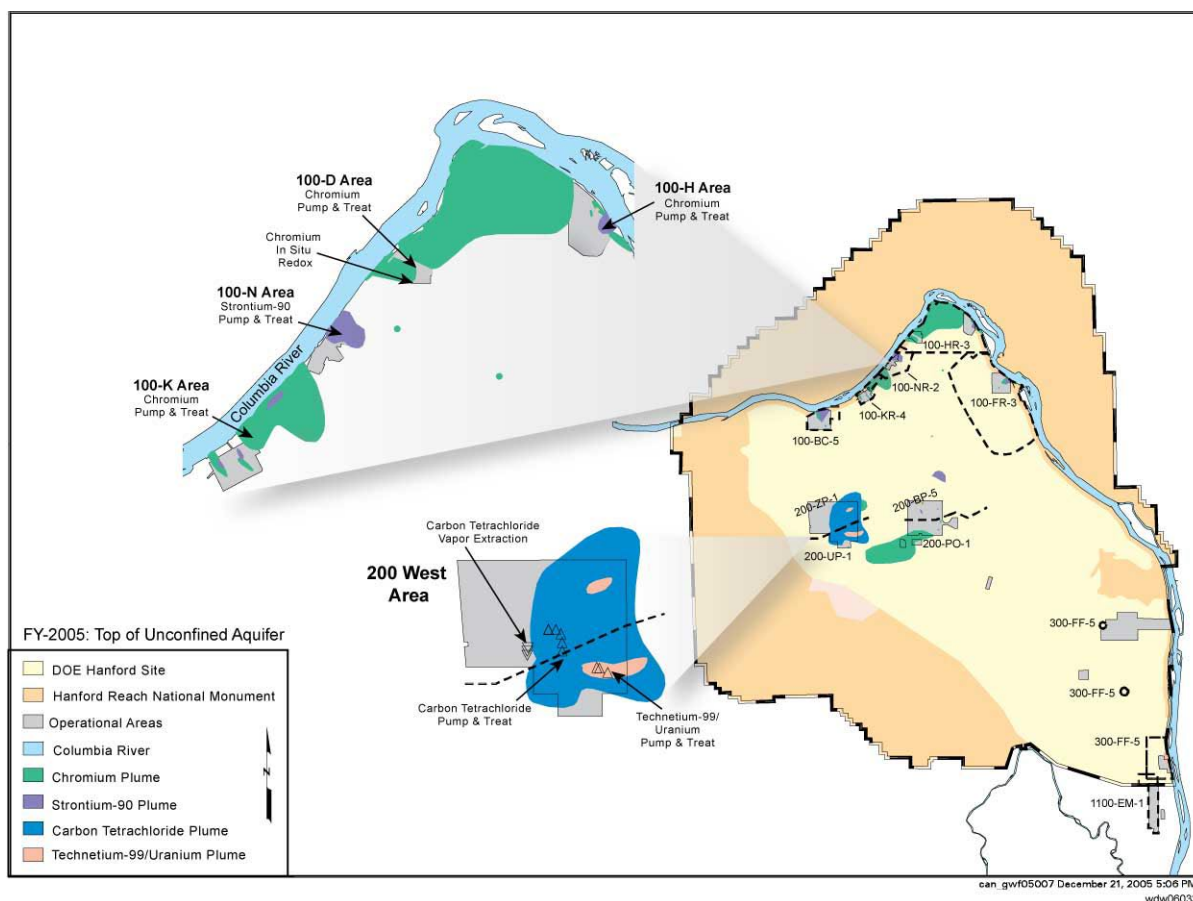 100-D Area
Chromium
Pump & Treat
Chromium
In Situ
Redox
100-N Area
Strontium-90
Pump & Treat
100-K Area
Chromium
Pump & Treat
Columbia River
100-H Area
Chromium
Pump & Treat
100-HR-3
100-NR-2
100-KR-4
100-FR-3
100-BC-5
200-ZP-1
200-BP-5
200-UP-1
200-PO-1
300-FF-5
300-FF-5
300-FF-5
1100-EM-1
Carbon Tetrachloride
Vapor Extraction
200 West
Area
Carbon Tetrachloride
Pump & Treat
Technetium-99/
Uranium
Pump & Treat
FY-2005: Top of Unconfined Aquifer
DOE Hanford Site
Hanford Reach National Monument
Operational Areas
Columbia River
Chromium Plume
Strontium-90 Plume
Carbon Tetrachloride Plume
Technetium-99/Uranium Plume
N
can_gwf05007 December 21, 2005 5:06 PM